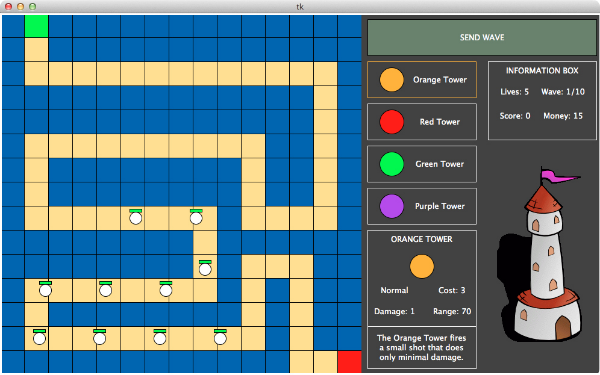 tk
SEND WAVE
Orange Tower
Red Tower
Green Tower
Purple Tower
INFORMATION BOX
Lives: 5 Wave: 1/10
Score: 0 Money: 15
ORANGE TOWER
Normal Cost: 3
Damage: 1 Range: 70
The Orange Tower fires
a small shot that does
only minimal damage.